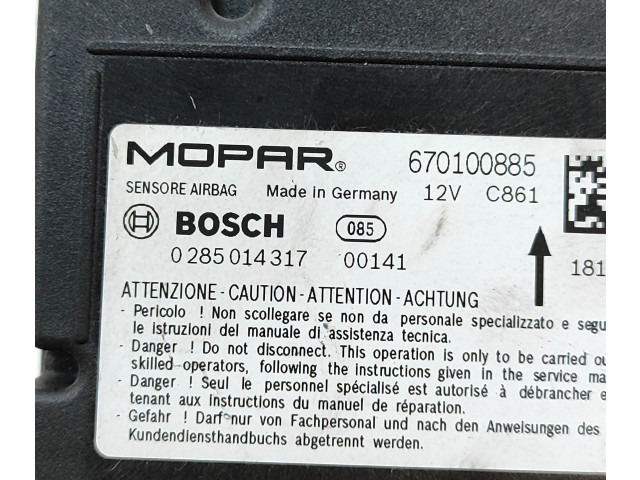 MOPAR® 670100885
SENSORE AIRBAG Made in Germany 12V C861
BOSCH 085
0 285 014 317 00141 181
ATTENZIONE - CAUTION - ATTENTION - ACHTUNG
- Pericolo ! Non scollegare se non da personale specializzato e segu
le istruzioni del manuale di assistenza tecnica.
- Danger ! Do not disconnect. This operation is only to be carried ou
skilled operators, following the instructions given in the service ma
- Danger ! Seul le personnel spécialisé est autorisé à débrancher e
tenant aux instructions du manuel de réparation.
- Gefahr ! Darf nur von Fachpersonal und nach den Anweisungen des
Kundendiensthandbuchs abgetrennt werden.